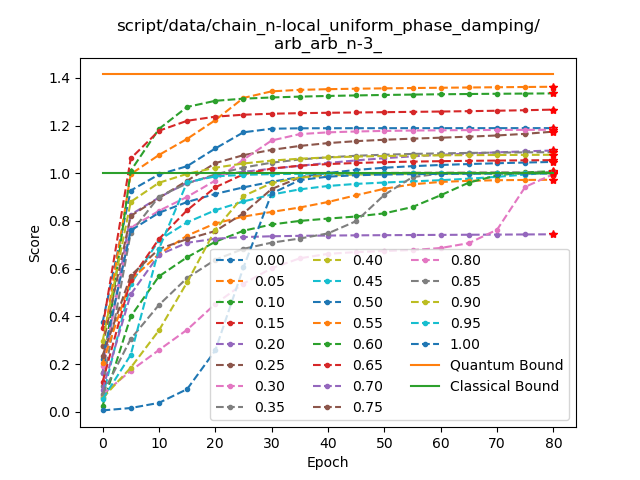 script/data/chain_n-local_uniform_phase_damping/
arb_arb_n-3_
Score
1.4
1.2
1.0
0.8
0.6
0.4
0.2
0.0
0.00 0.40 0.80
0.05 0.45 0.85
0.10 0.50 0.90
0.15 0.55 0.95
0.20 0.60 1.00
0.25 0.65 Quantum Bound
0.30 0.70 Classical Bound
0.35 0.75
0 10 20 30 40 50 60 70 80
Epoch